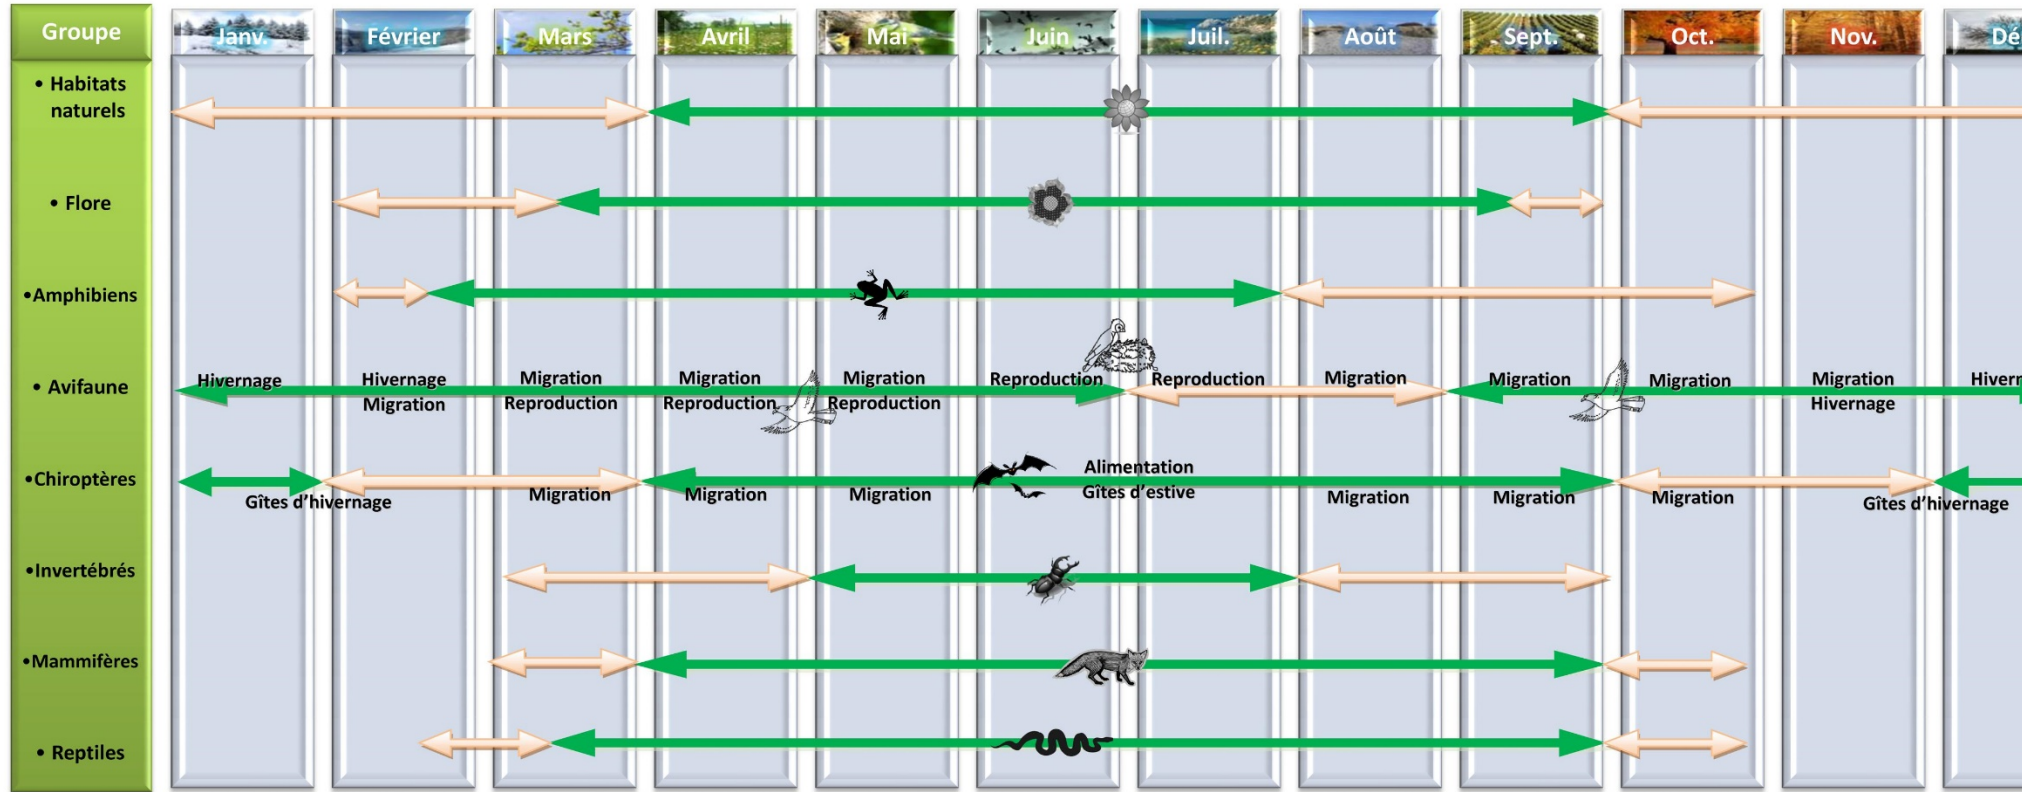 Groupe
Janv.
Février
Mars
Avril
Mai
Juin
Juil.
Août
Sept.
Oct.
Nov.
• Habitats
naturels
• Flore
•Amphibiens
• Avifaune
Hivernage
Hivernage
Migration
Migration
Reproduction
Migration
Reproduction
Migration
Reproduction
Reproduction
Reproduction
Migration
Migration
Migration
Migration
Hivernage
•Chiroptères
Gîtes d'hivernage
Migration
Migration
Migration
Alimentation
Gîtes d'estive
Migration
Migration
Migration
Gîtes d'hivernage
•Invertébrés
•Mammifères
• Reptiles